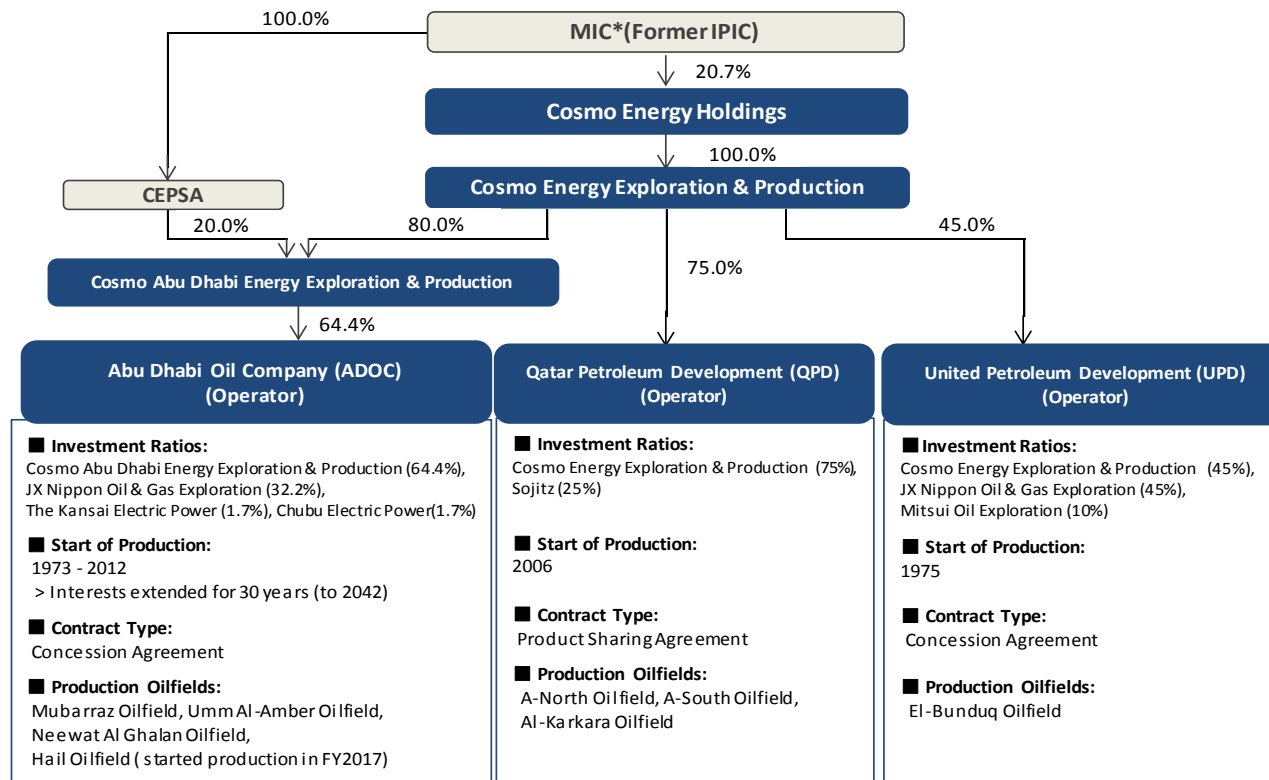 100.0%
MIC*(Former IPIC)
20.7%
Cosmo Energy Holdings
100.0%
CEPSA
Cosmo Energy Exploration & Production
20.0%
80.0%
45.0%
75.0%
Cosmo Abu Dhabi Energy Exploration & Production
64.4%
Abu Dhabi Oil Company (ADOC)
(Operator)
■ Investment Ratios:
Cosmo Abu Dhabi Energy Exploration & Production (64.4%),
JX Nippon Oil & Gas Exploration (32.2%),
The Kansai Electric Power (1.7%), Chubu Electric Power(1.7%)
■ Start of Production:
1973 - 2012
> Interests extended for 30 years (to 2042)
■ Contract Type:
Concession Agreement
■ Production Oilfields:
Mubarraz Oilfield, Umm Al-Amber Oilfield,
Neewat Al Ghalan Oilfield,
Hail Oilfield ( started production in FY2017)
Qatar Petroleum Development (QPD)
(Operator)
■ Investment Ratios:
Cosmo Energy Exploration & Production (75%),
Sojitz (25%)
■ Start of Production:
2006
■ Contract Type:
Product Sharing Agreement
■ Production Oilfields:
A-North Oilfield, A-South Oilfield,
Al-Karkara Oilfield
United Petroleum Development (UPD)
(Operator)
■ Investment Ratios:
Cosmo Energy Exploration & Production (45%)
JX Nippon Oil & Gas Exploration (45%),
Mitsui Oil Exploration (10%)
■ Start of Production:
1975
■ Contract Type:
Concession Agreement
■ Production Oilfields:
El-Bunduq Oilfield